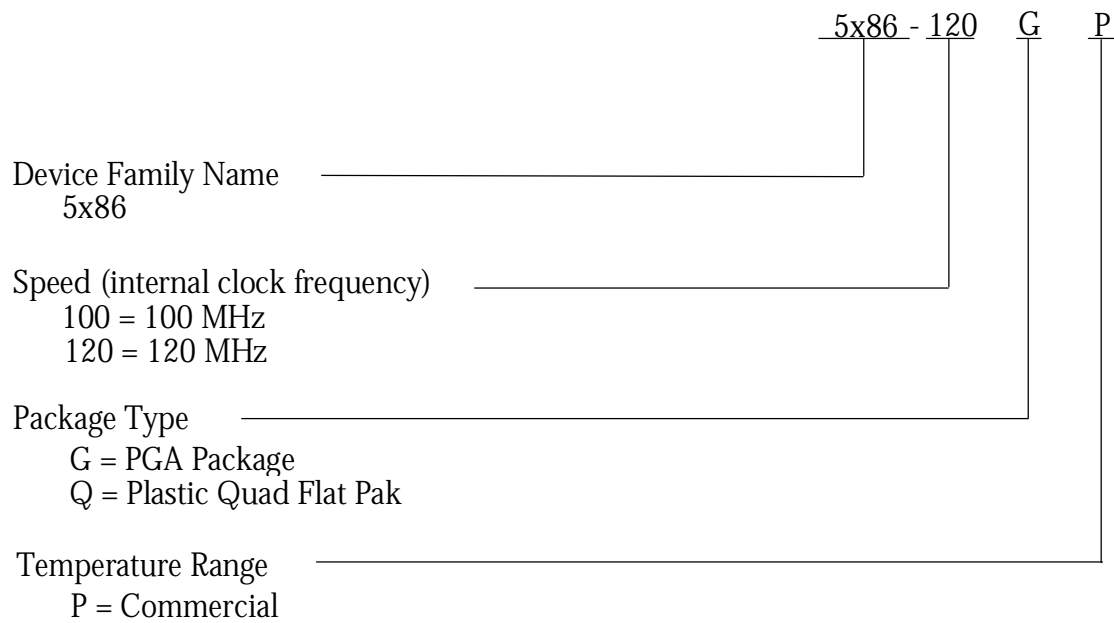 5x86 - 120 G P
Device Family Name
5x86
Speed (internal clock frequency)
100 = 100 MHz
120 = 120 MHz
Package Type
G = PGA Package
Q = Plastic Quad Flat Pak
Temperature Range
P = Commercial